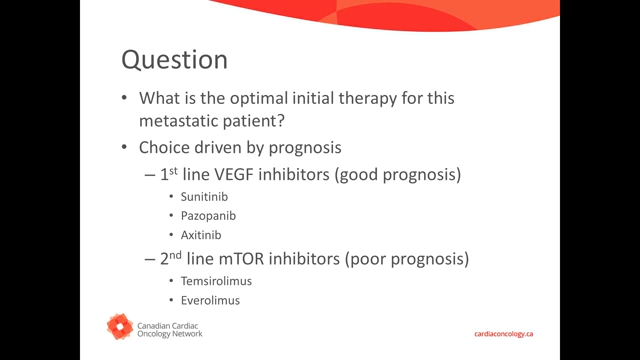 Question
• What is the optimal initial therapy for this
metastatic patient?
• Choice driven by prognosis
– 1st line VEGF inhibitors (good prognosis)
• Sunitinib
• Pazopanib
• Axitinib
– 2nd line mTOR inhibitors (poor prognosis)
• Temsirolimus
• Everolimus
Canadian Cardiac
Oncology Network
cardiaconcology.ca